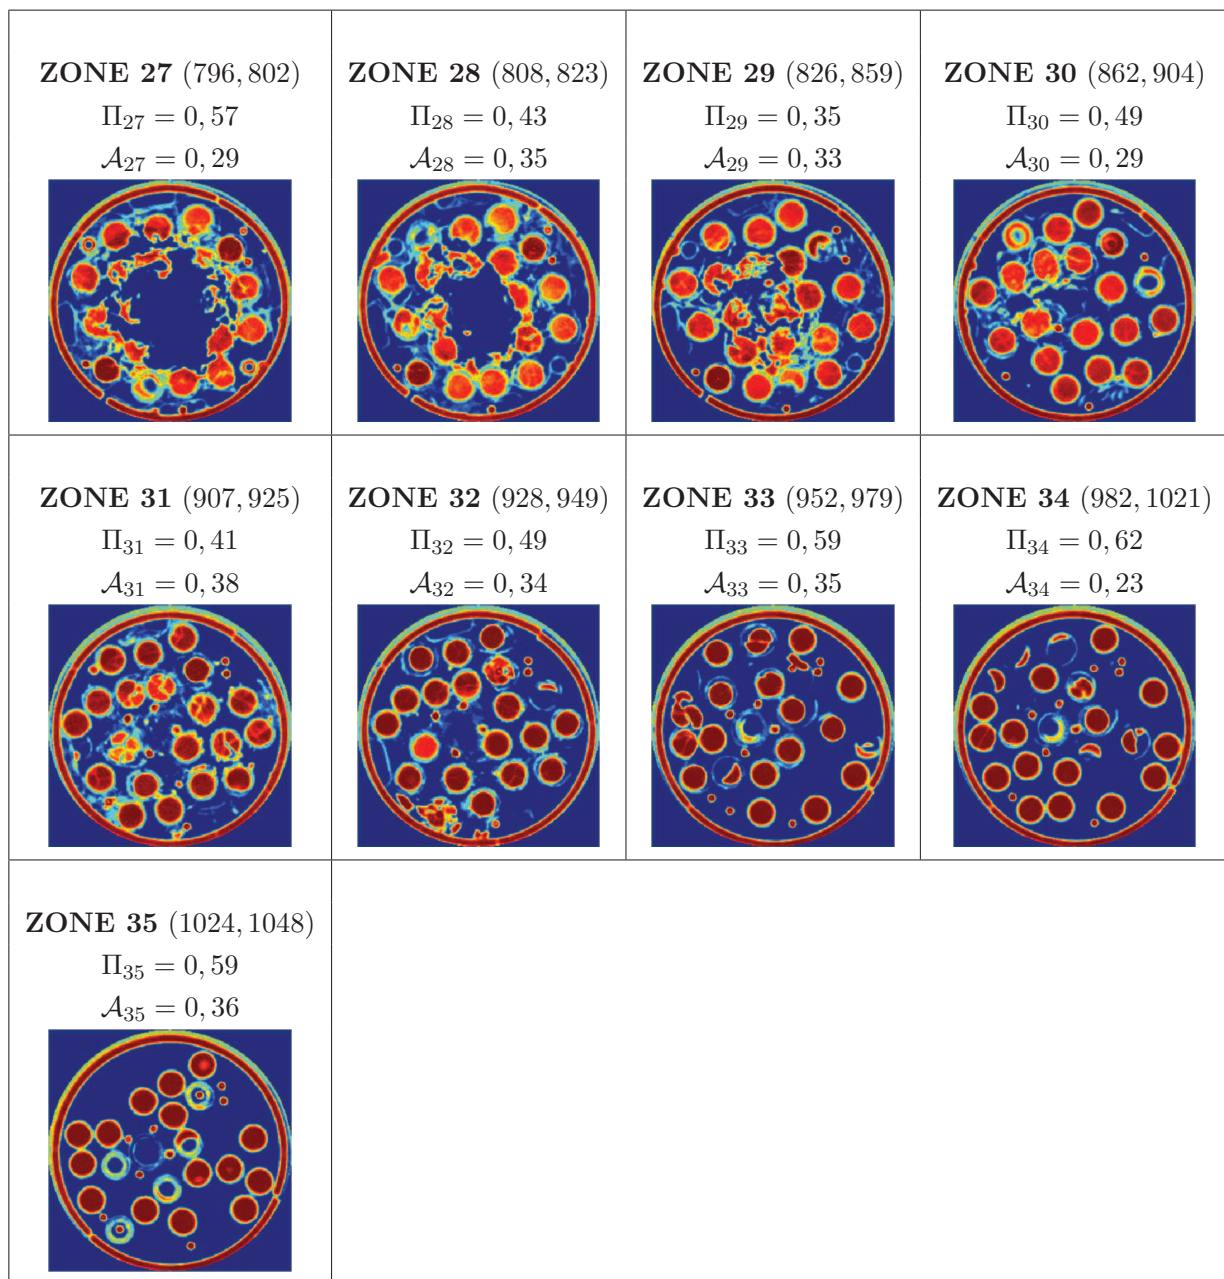 ZONE 27 (796, 802)
Π27 = 0, 57
A27 = 0, 29
ZONE 28 (808, 823)
Π28 = 0, 43
A28 = 0, 35
ZONE 29 (826, 859)
Π29 = 0, 35
A29 = 0, 33
ZONE 30 (862, 904)
Π30 = 0, 49
A30 = 0, 29
ZONE 31 (907, 925)
Π31 = 0, 41
A31 = 0, 38
ZONE 32 (928, 949)
Π32 = 0, 49
A32 = 0, 34
ZONE 33 (952, 979)
Π33 = 0, 59
A33 = 0, 35
ZONE 34 (982, 1021)
Π34 = 0, 62
A34 = 0, 23
ZONE 35 (1024, 1048)
Π35 = 0, 59
A35 = 0, 36